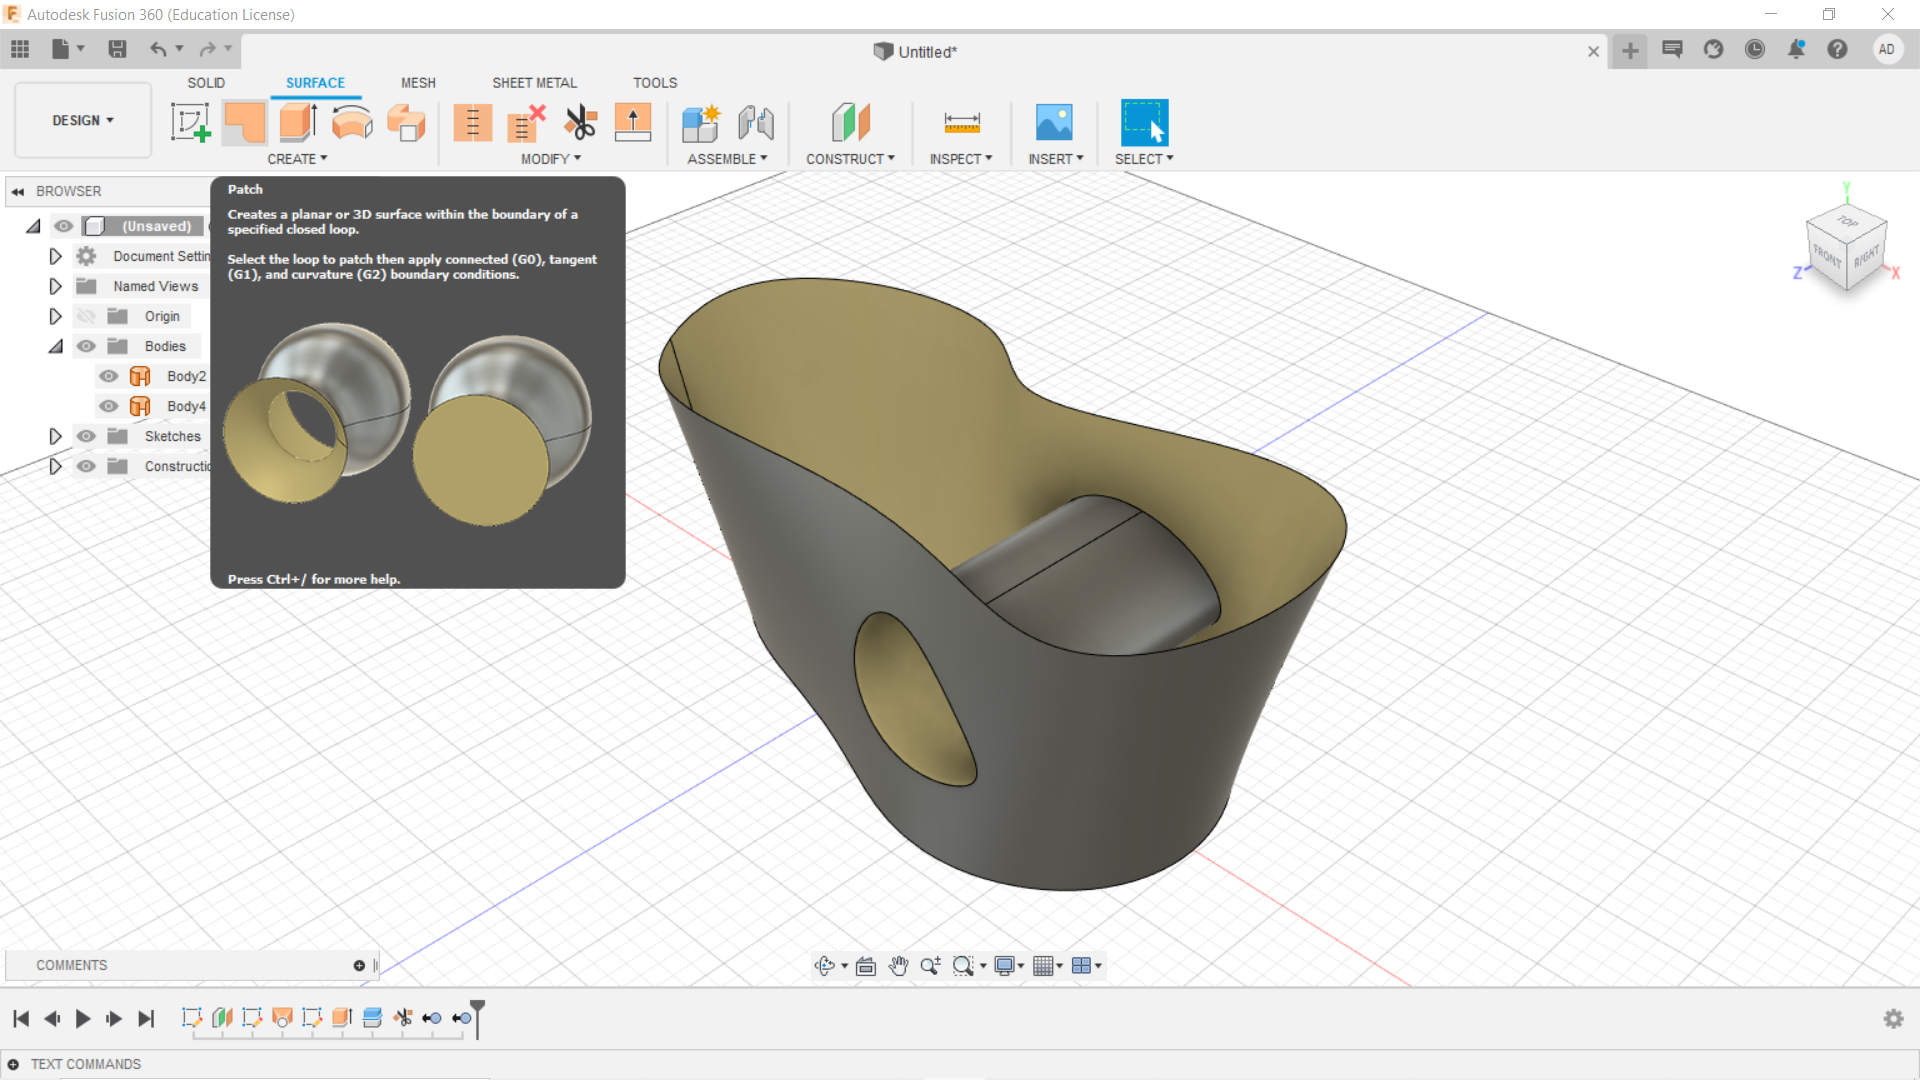 Autodesk Fusion 360 (Education License)
Untitled*
AD
DESIGN
SOLID
SURFACE
MESH
SHEET METAL
TOOLS
CREATE
MODIFY
ASSEMBLE
CONSTRUCT
INSPECT
INSERT
SELECT
BROWSER
(Unsaved)
Document Settin
Named Views
Origin
Bodies
Body2
Body4
Sketches
Constructio
Patch
Creates a planar or 3D surface within the boundary of a
specified closed loop.
Select the loop to patch then apply connected (G0), tangent
(G1), and curvature (G2) boundary conditions.
Press Ctrl+/ for more help.
Y
TOP
FRONT
RIGHT
Z
X
COMMENTS
TEXT COMMANDS